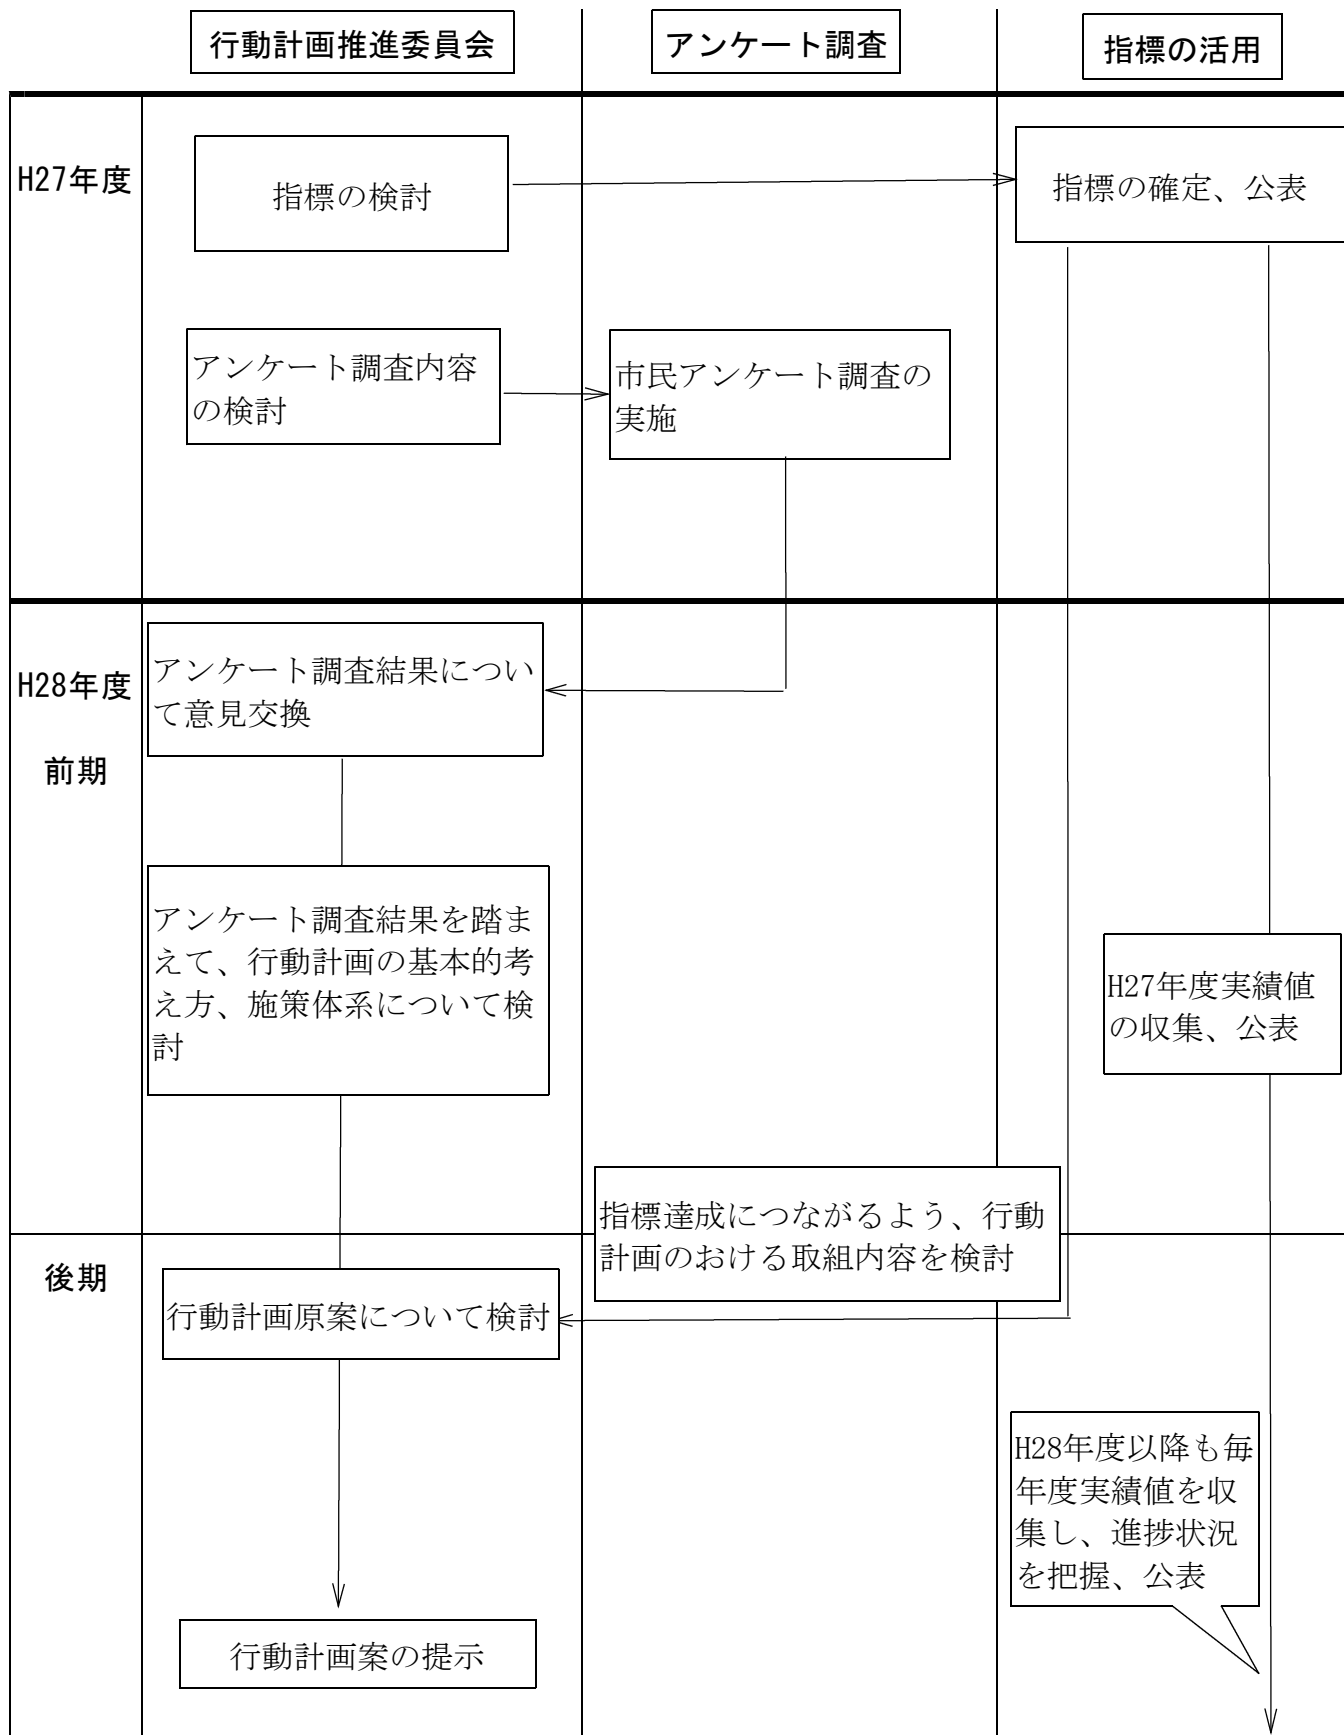 行動計画推進委員会
アンケート調査
指標の活用
H27年度
指標の検討
指標の確定、公表
アンケート調査内容
の検討
市民アンケート調査の
実施
H28年度
前期
アンケート調査結果につい
て意見交換
アンケート調査結果を踏ま
えて、行動計画の基本的考
え方、施策体系について検
討
H27年度実績値
の収集、公表
指標達成につながるよう、行動
計画のおける取組内容を検討
後期
行動計画原案について検討
H28年度以降も毎
年度実績値を収
集し、進捗状況
を把握、公表
行動計画案の提示